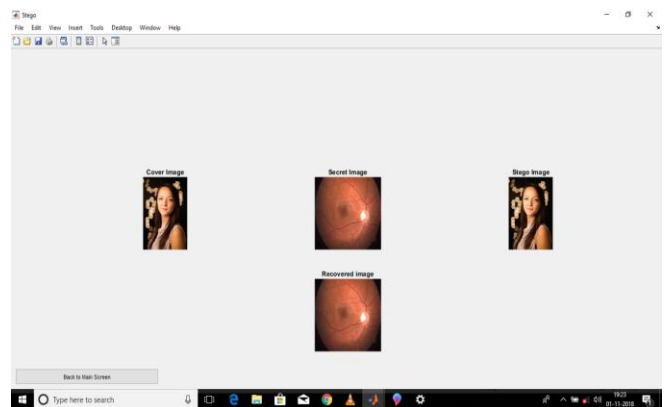 Stego
File Edit View Insert Tools Desktop Window Help
Cover Image
Secret Image
Stego Image
Recovered image
Back to Main Screen
Type here to search
19:23
01-11-2018